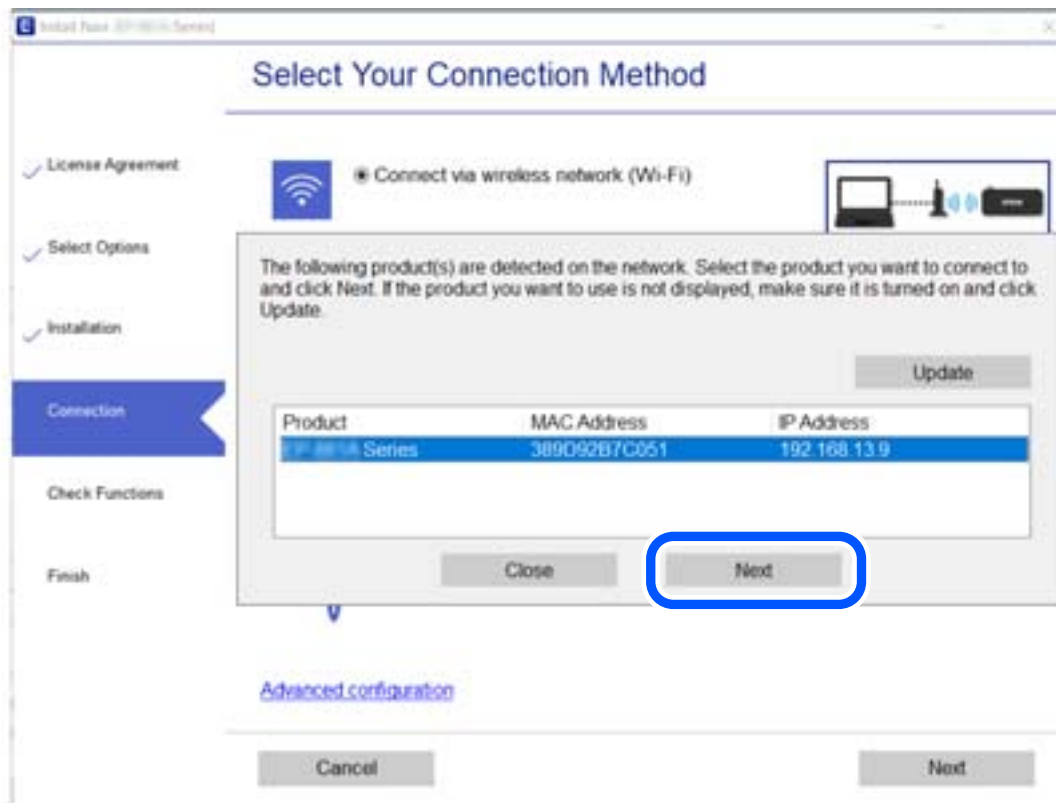 Select Your Connection Method
License Agreement
Select Options
Installation
Connection
Check Functions
Finish
Connect via wireless network (Wi-Fi)
The following product(s) are detected on the network. Select the product you want to connect to
and click Next. If the product you want to use is not displayed, make sure it is turned on and click
Update.
Update
Product MAC Address IP Address
Series 389D92B7C051 192.168.13.9
Close Next
Advanced configuration
Cancel Next